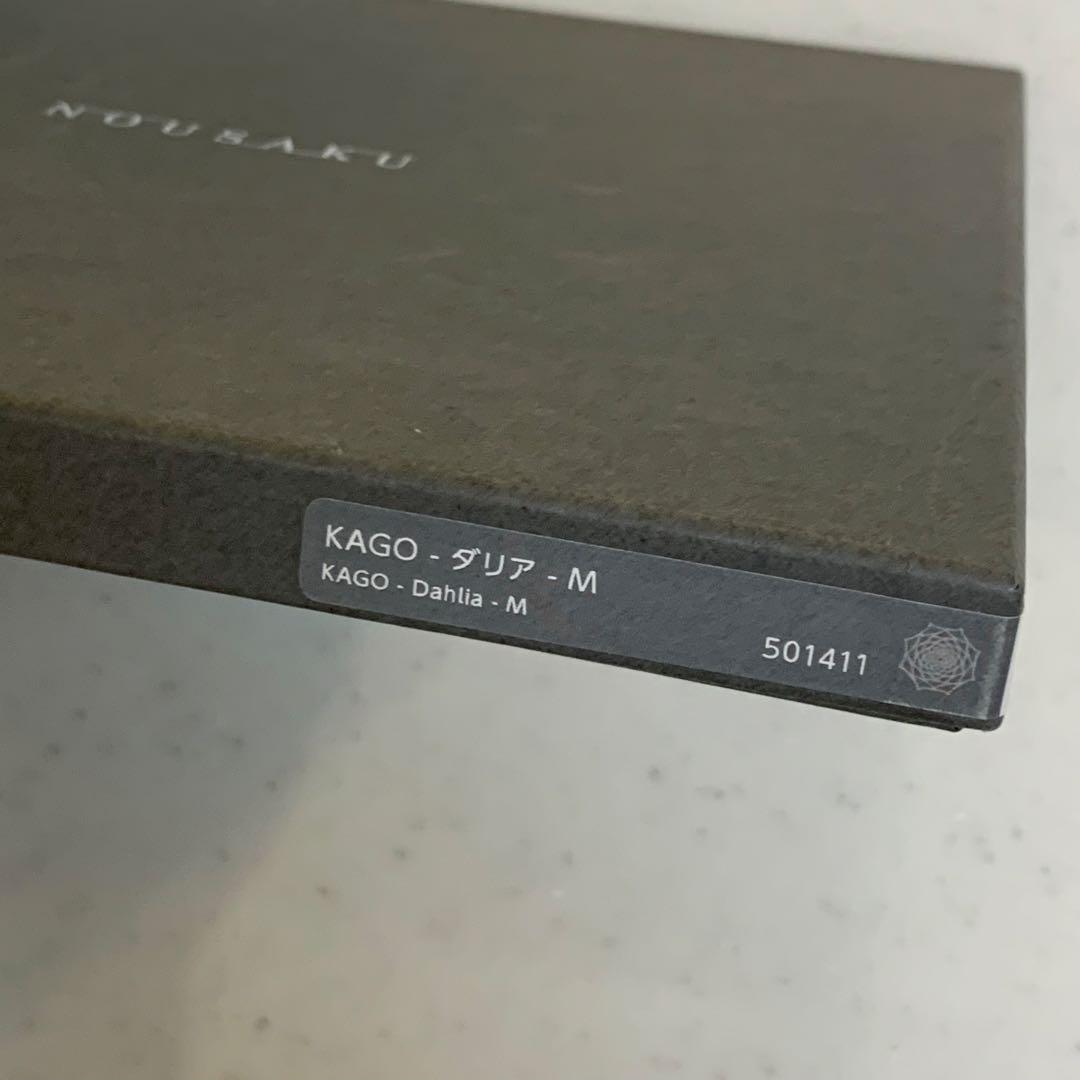 NOUSAKU
KAGO - ダリア - M
KAGO - Dahlia - M
501411